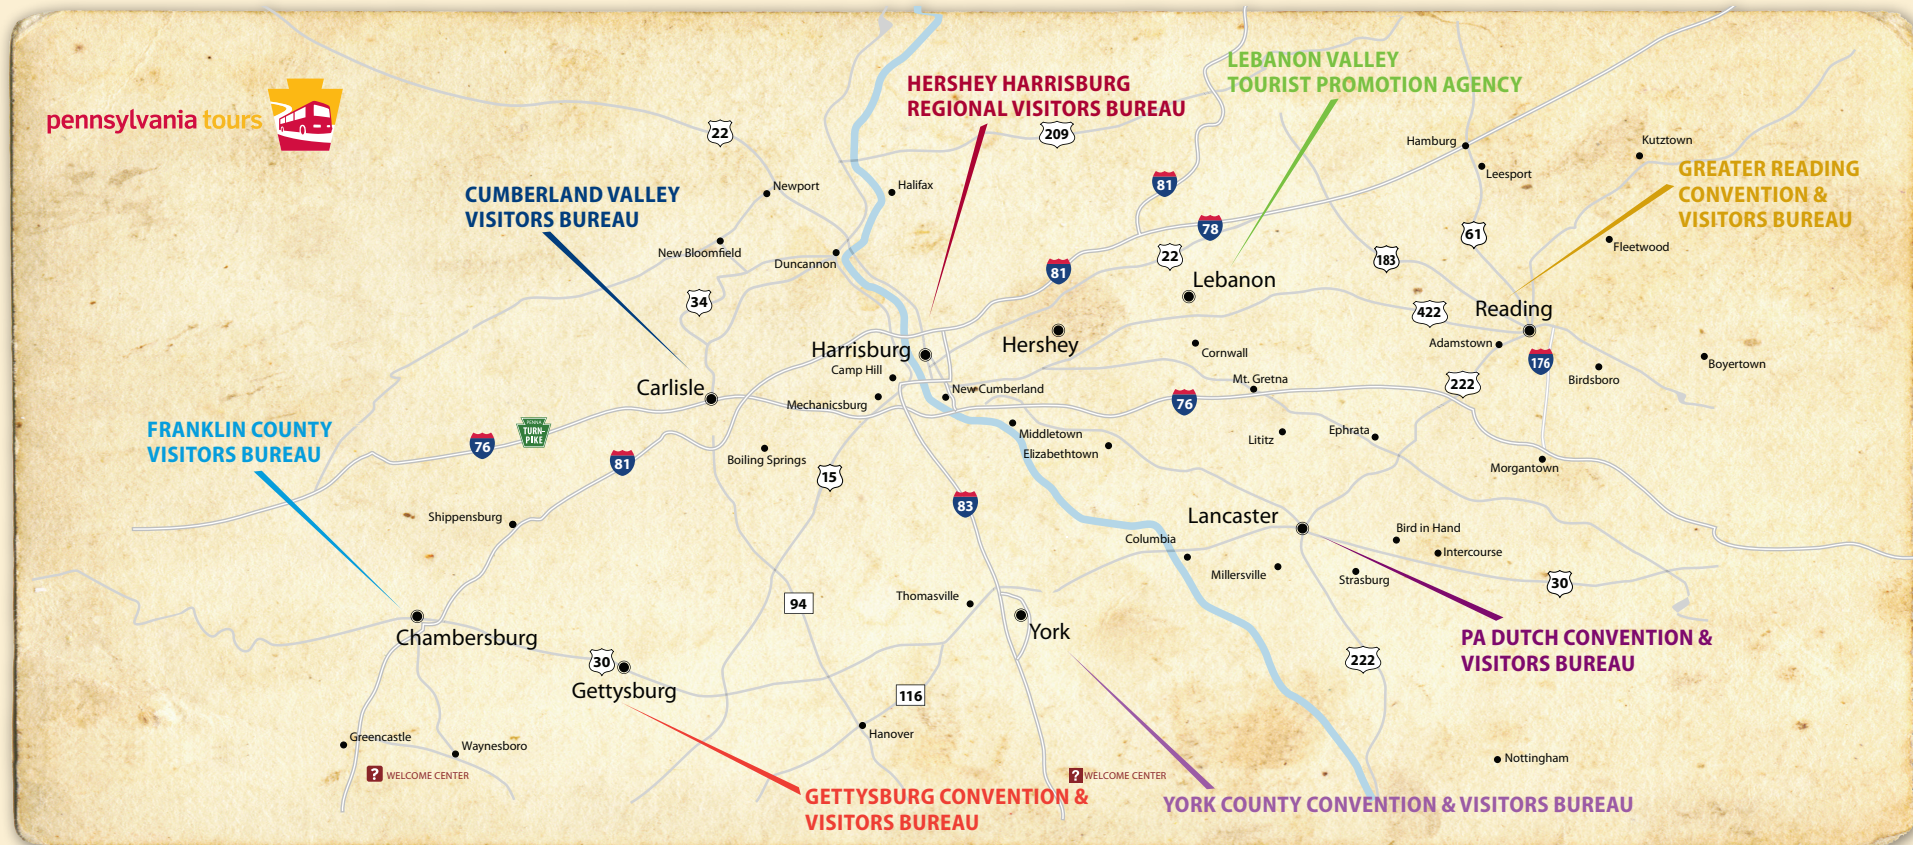 pennsylvania tours
HERSHEY HARRISBURG
REGIONAL VISITORS BUREAU
LEBANON VALLEY
TOURIST PROMOTION AGENCY
22
209
Hamburg
Kutztown
Leesport
GREATER READING
CONVENTION &
VISITORS BUREAU
CUMBERLAND VALLEY
VISITORS BUREAU
Newport
Halifax
81
78
61
183
Fleetwood
New Bloomfield
Duncannon
22
81
34
Lebanon
422
Reading
Harrisburg
Hershey
Cornwall
Adamstown
176
Boyertown
Birdsboro
Camp Hill
Carlisle
Mechanicsburg
New Cumberland
Mt. Gretna
222
76
FRANKLIN COUNTY
VISITORS BUREAU
76
PENNA
TURN-
PIKE
81
Boiling Springs
15
Middletown
Elizabethtown
Lititz
Ephrata
Morgantown
83
Shippensburg
Lancaster
Columbia
Bird in Hand
Intercourse
Millersville
Strasburg
30
94
Thomasville
York
Chambersburg
PA DUTCH CONVENTION &
VISITORS BUREAU
30
Gettysburg
222
116
Hanover
Greencastle
Waynesboro
Nottingham
? WELCOME CENTER
? WELCOME CENTER
GETTYSBURG CONVENTION &
VISITORS BUREAU
YORK COUNTY CONVENTION & VISITORS BUREAU